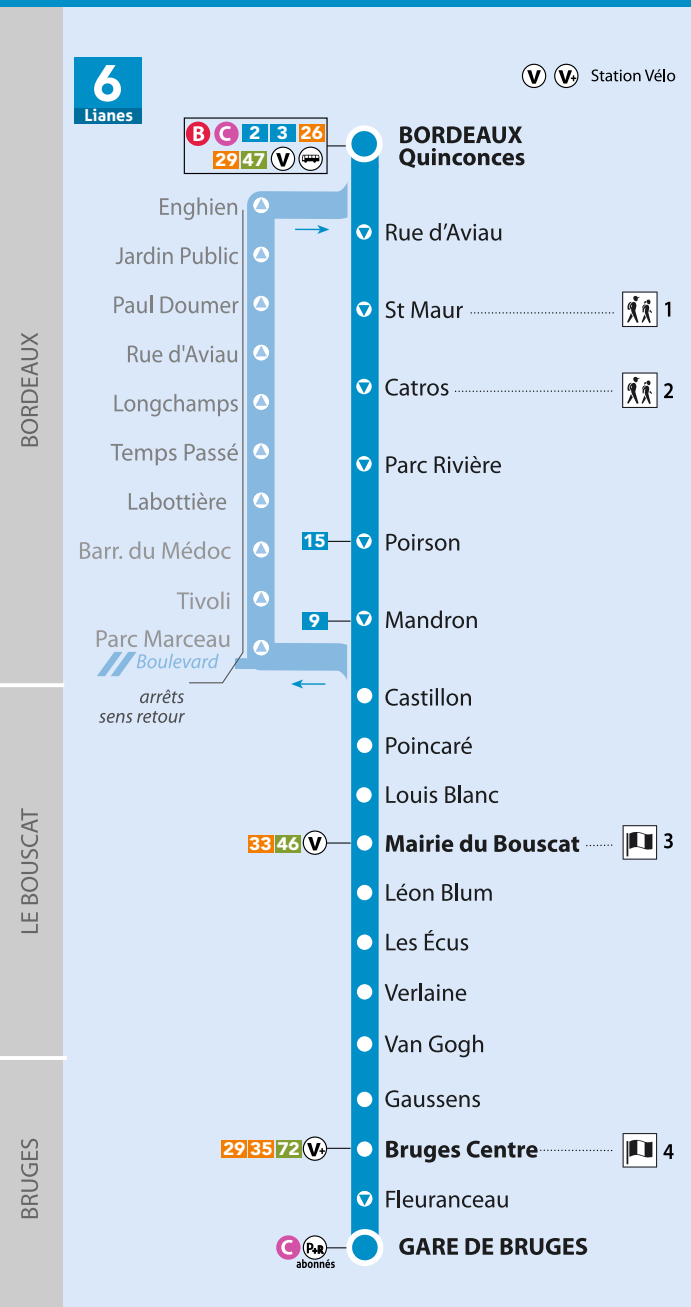 6
Lianes
V V+ Station Vélo
B C 2 3 26
29 47 V
BORDEAUX
Quinconces
Enghien
Jardin Public
Paul Doumer
Rue d'Aviau
Longchamps
Temps Passé
Labottière
Barr. du Médoc
Tivoli
Parc Marceau
Boulevard
arrêts
sens retour
Rue d’Aviau
St Maur 1
Catros 2
Parc Rivière
15 Poirson
9 Mandron
Castillon
Poincaré
Louis Blanc
33 46 V Mairie du Bouscat 3
Léon Blum
Les Écus
Verlaine
Van Gogh
Gaussens
29 35 72 V+ Bruges Centre 4
Fleuranceau
C P+R GARE DE BRUGES
abonnés
BORDEAUX
LE BOUSCAT
BRUGES